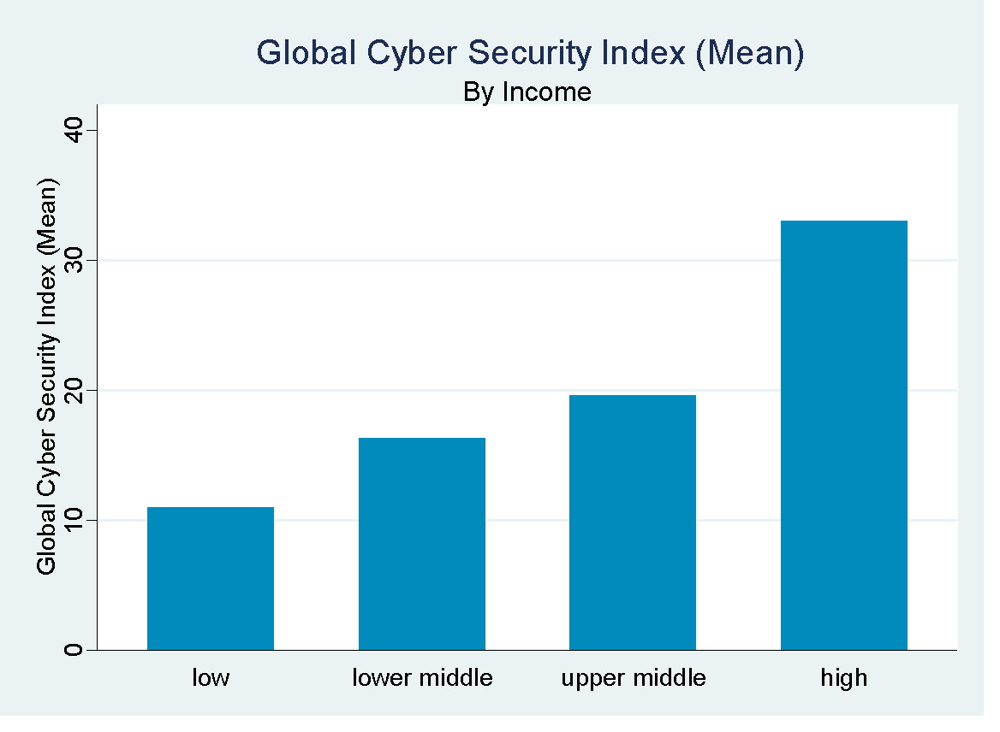 Global Cyber Security Index (Mean)
By Income
Global Cyber Security Index (Mean)
40
30
20
10
0
low
lower middle
upper middle
high